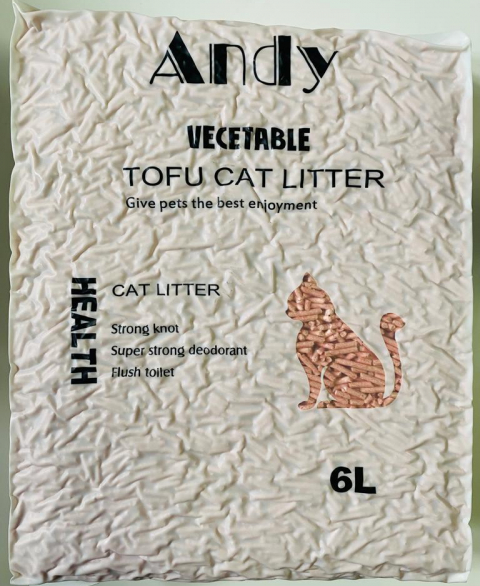 Andy
VECETABLE
TOFU CAT LITTER
Give pets the best enjoyment
HEALTH
CAT LITTER
Strong knot
Super strong deodorant
Flush toilet
6L